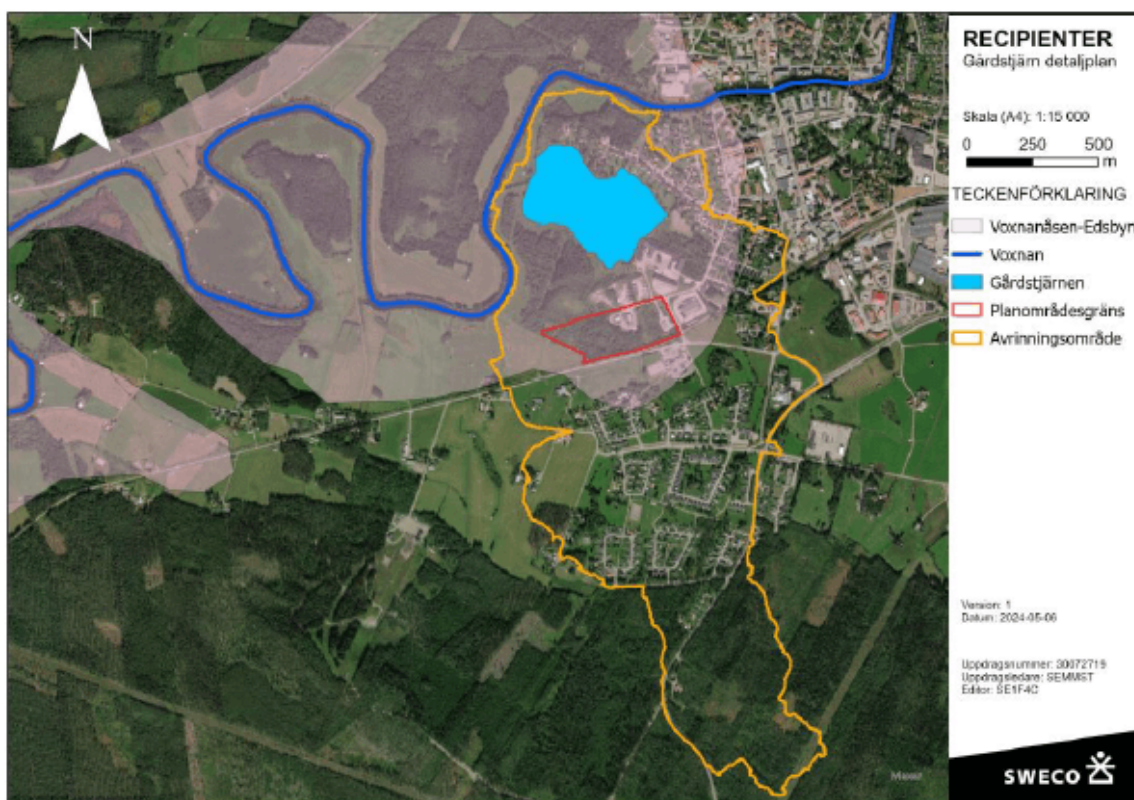 N
RECIPIENTER
Gårdstjärn detaljplan
Skala (A4): 1:15 000
0 250 500
m
TECKENFÖRKLARING
Voxnanåsen-Edsbyn
Voxnan
Gårdstjärnen
Planområdesgräns
Avrinningsområde
Version: 1
Datum: 2024-05-06
Uppdragsnummer: 30072719
Uppdragsledare: SEMMST
Editor: SE1F4C
SWECO